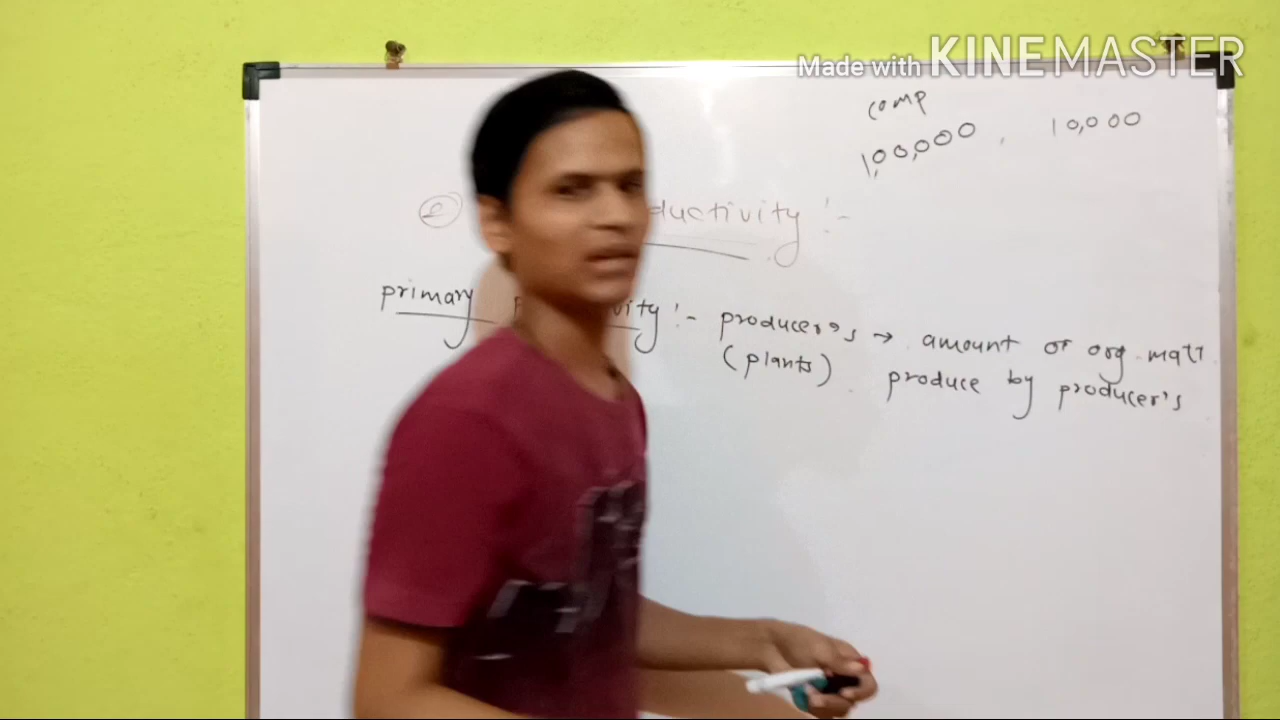 Made with KINEMASTER
comp
1,00,000, 10,000
2 ductivity :-
primary vity :- producer's → amount of org. matt
(plants) produce by producer's